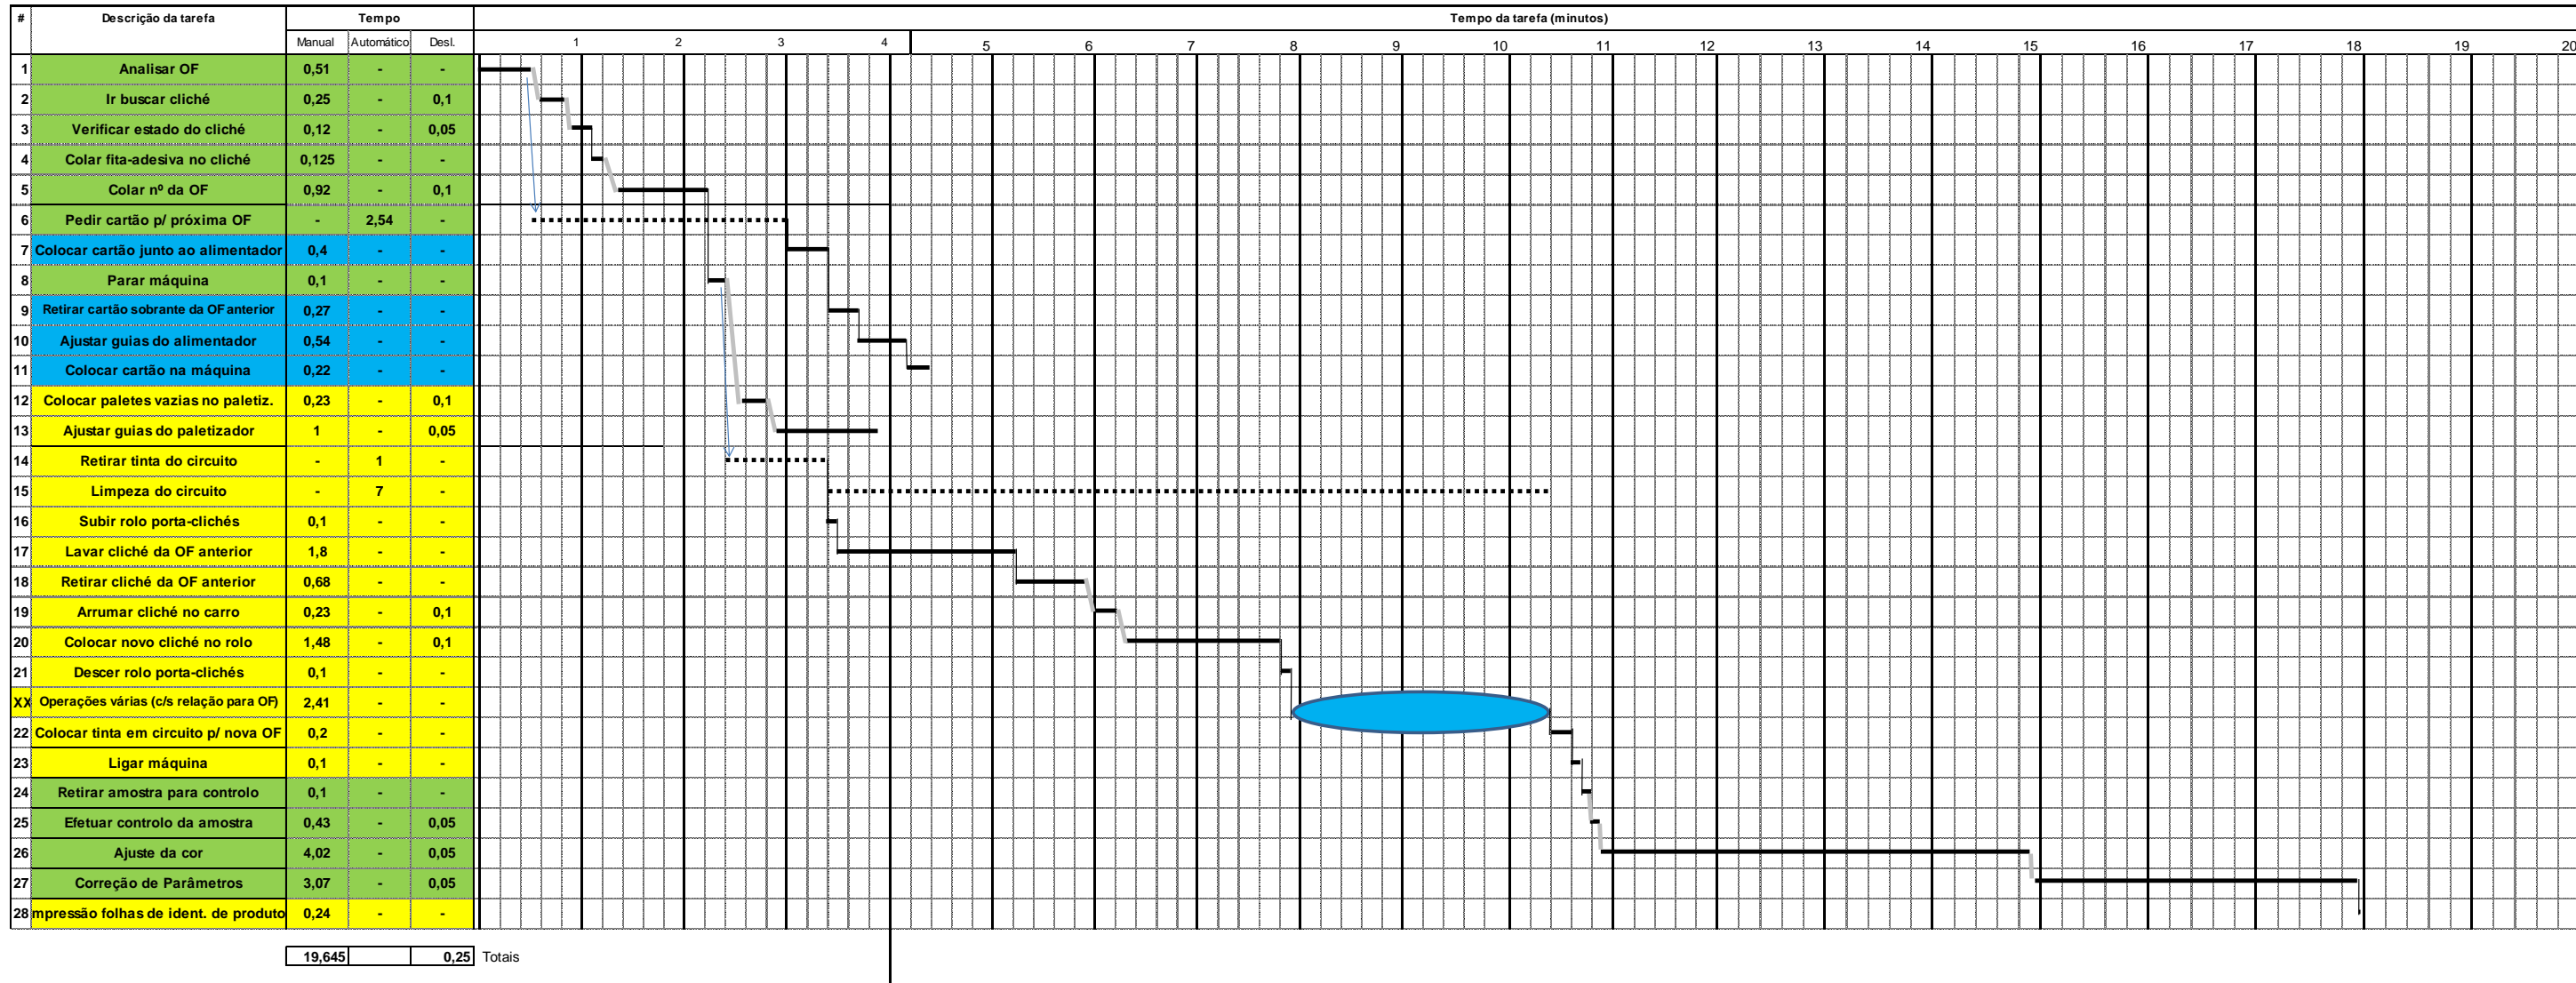 # Descrição da tarefa Tempo Tempo da tarefa (minutos)
Manual Automático Desl. 1 2 3 4 5 6 7 8 9 10 11 12 13 14 15 16 17 18 19 20
1 Analisar OF 0,51 - -
2 Ir buscar cliché 0,25 - 0,1
3 Verificar estado do cliché 0,12 - 0,05
4 Colar fita-adesiva no cliché 0,125 - -
5 Colar nº da OF 0,92 - 0,1
6 Pedir cartão p/ próxima OF - 2,54 -
7 Colocar cartão junto ao alimentador 0,4 - -
8 Parar máquina 0,1 - -
9 Retirar cartão sobrante da OF anterior 0,27 - -
10 Ajustar guias do alimentador 0,54 - -
11 Colocar cartão na máquina 0,22 - -
12 Colocar paletes vazias no paletiz. 0,23 - 0,1
13 Ajustar guias do paletizador 1 - 0,05
14 Retirar tinta do circuito - 1 -
15 Limpeza do circuito - 7 -
16 Subir rolo porta-clichés 0,1 - -
17 Lavar cliché da OF anterior 1,8 - -
18 Retirar cliché da OF anterior 0,68 - -
19 Arrumar cliché no carro 0,23 - 0,1
20 Colocar novo cliché no rolo 1,48 - 0,1
21 Descer rolo porta-clichés 0,1 - -
XX Operações várias (c/s relação para OF) 2,41 - -
22 Colocar tinta em circuito p/ nova OF 0,2 - -
23 Ligar máquina 0,1 - -
24 Retirar amostra para controlo 0,1 - -
25 Efetuar controlo da amostra 0,43 - 0,05
26 Ajuste da cor 4,02 - 0,05
27 Correção de Parâmetros 3,07 - 0,05
28 mpressão folhas de ident. de produto 0,24 - -
19,645 0,25 Totais